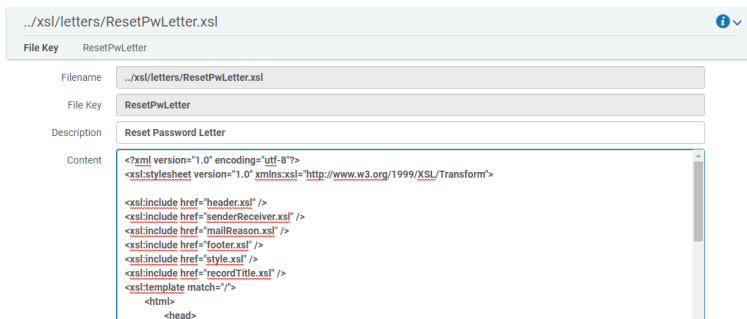 ../xsl/letters/ResetPwLetter.xsl
File Key ResetPwLetter
Filename ../xsl/letters/ResetPwLetter.xsl
File Key ResetPwLetter
Description Reset Password Letter
Content <?xml version="1.0" encoding="utf-8"?>
<xsl:stylesheet version="1.0" xmlns:xsl="http://www.w3.org/1999/XSL/Transform">
<xsl:include href="header.xsl" />
<xsl:include href="senderReceiver.xsl" />
<xsl:include href="mailReason.xsl" />
<xsl:include href="footer.xsl" />
<xsl:include href="style.xsl" />
<xsl:include href="recordTitle.xsl" />
<xsl:template match="/">
<html>
<head>